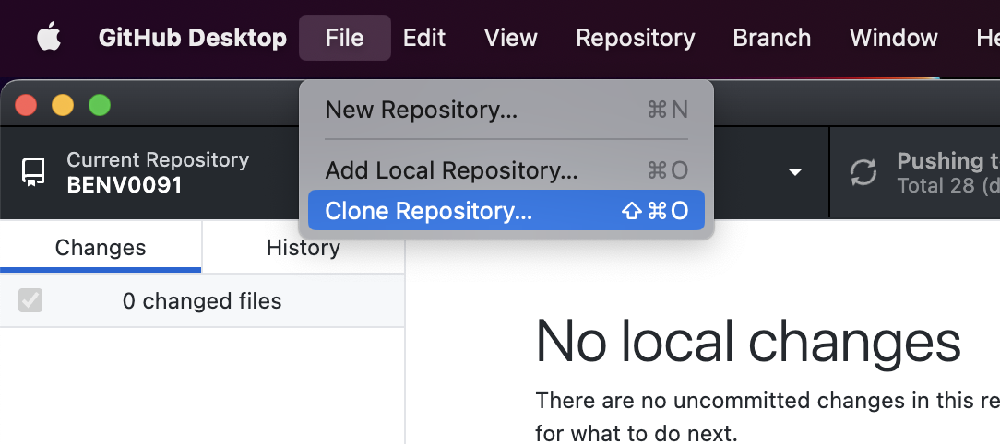 GitHub Desktop File Edit View Repository Branch Window
New Repository... ⌘N
Current Repository
BENV0091
Add Local Repository... ⌘O
Clone Repository... ⇧⌘O
Pushing t
Total 28 (d
Changes History
0 changed files
No local changes
There are no uncommitted changes in this re
for what to do next.